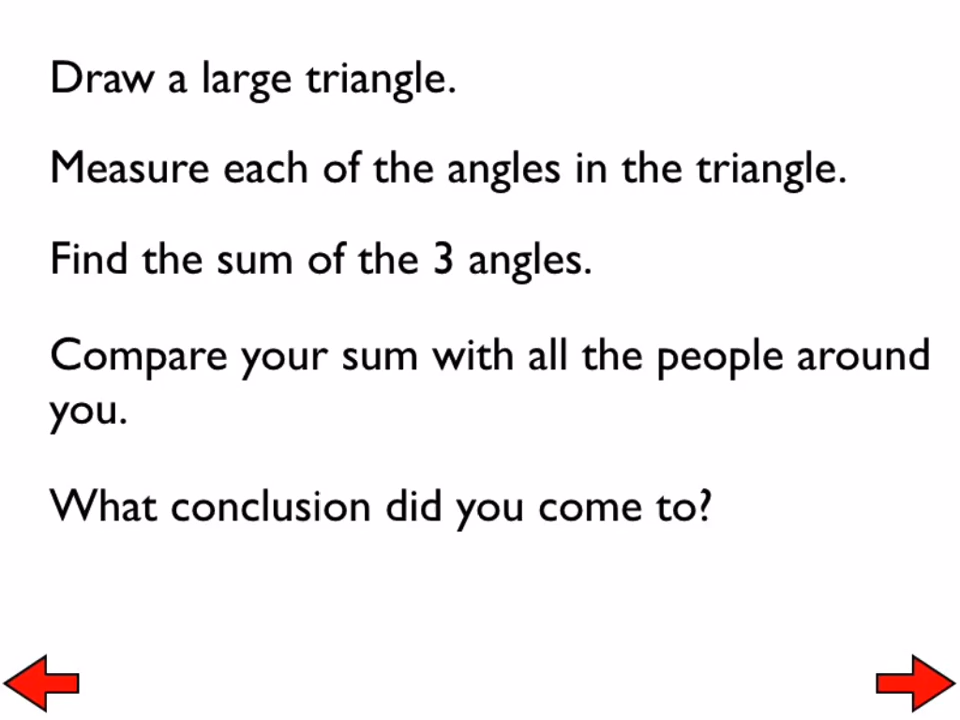 Draw a large triangle.
Measure each of the angles in the triangle.
Find the sum of the 3 angles.
Compare your sum with all the people around
you.
What conclusion did you come to?